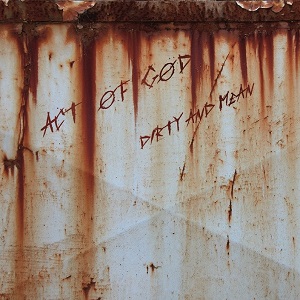 ACT OF GOD
DIRTY AND MEAN